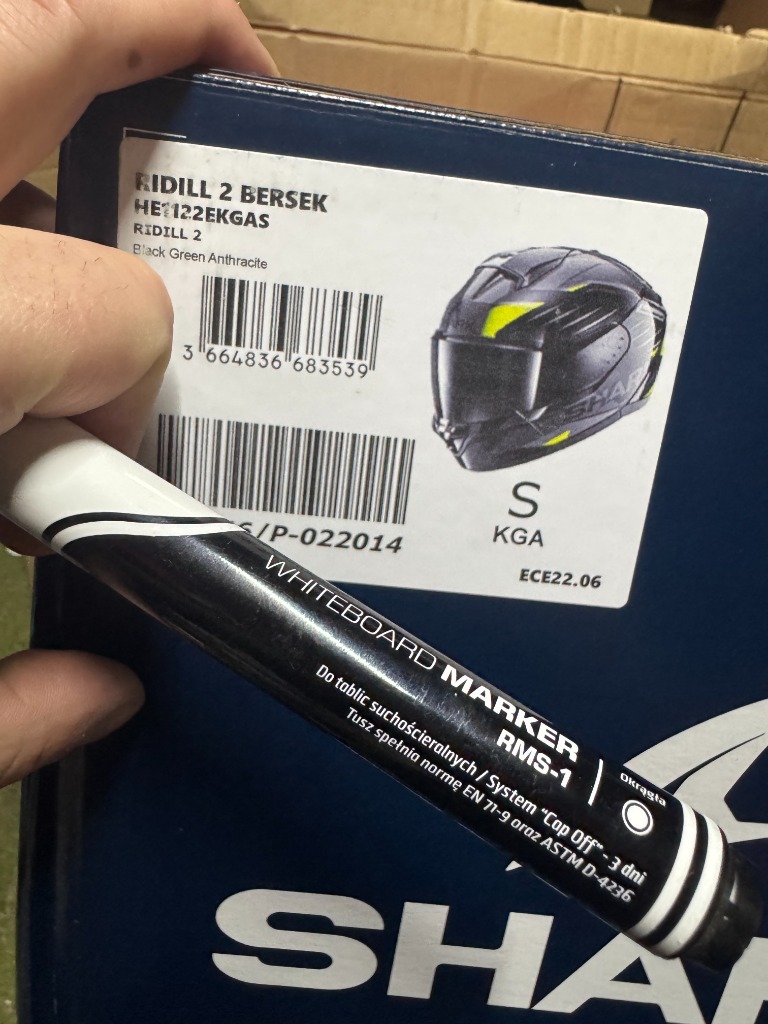 RIDILL 2 BERSEK
HE1122EKGAS
RIDILL 2
Black Green Anthracite
3 664836 683539
SHARK
S
KGA
/P-022014
ECE22.06
WHITEBOARD MARKER
RMS-1
Okrągła
Do tablic suchościeralnych / System "Cap Off" - 3 dni
Tusz spełnia normę EN 71-9 oraz ASTM D-4236
SHAR